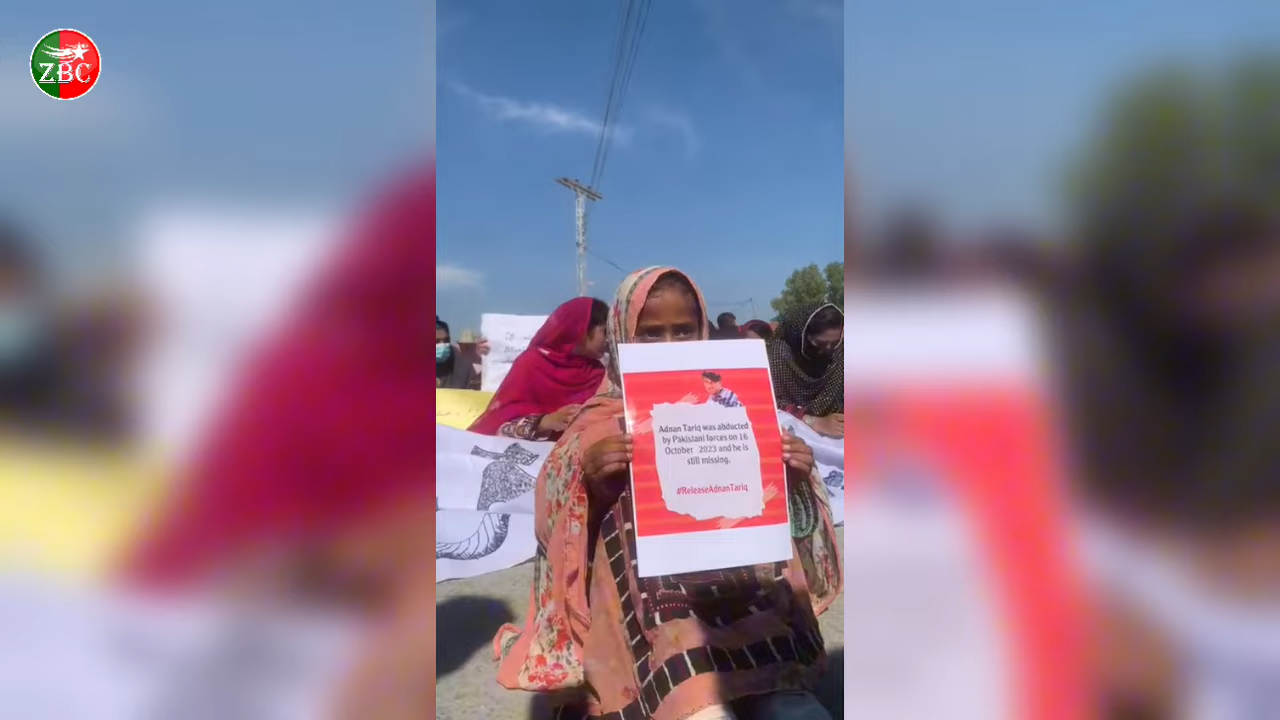 ZBC
Adnan Tariq was abducted
by Pakistani forces on 16
October 2023 and he is
still missing.
#ReleaseAdnanTariq